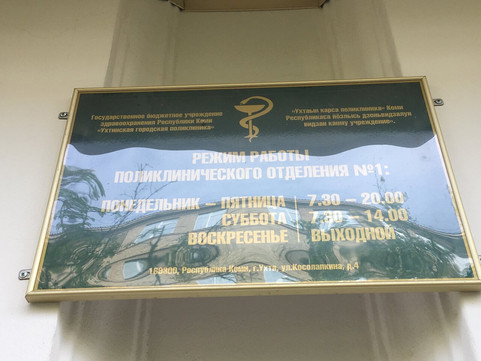 Государственное бюджетное учреждение
здравоохранения Республики Коми
«Ухтинская городская поликлиника»
«Ухтаын карса поликлиника» Коми
Республикаса йӧзлысь дзоньвидзалун
видзан канму учреждение».
РЕЖИМ РАБОТЫ
ПОЛИКЛИНИЧЕСКОГО ОТДЕЛЕНИЯ №1:
ПОНЕДЕЛЬНИК – ПЯТНИЦА 7.30 – 20.00
СУББОТА 7.30 – 14.00
ВОСКРЕСЕНЬЕ ВЫХОДНОЙ
169300, Республика Коми, г.Ухта, ул.Косолапкина, д.4